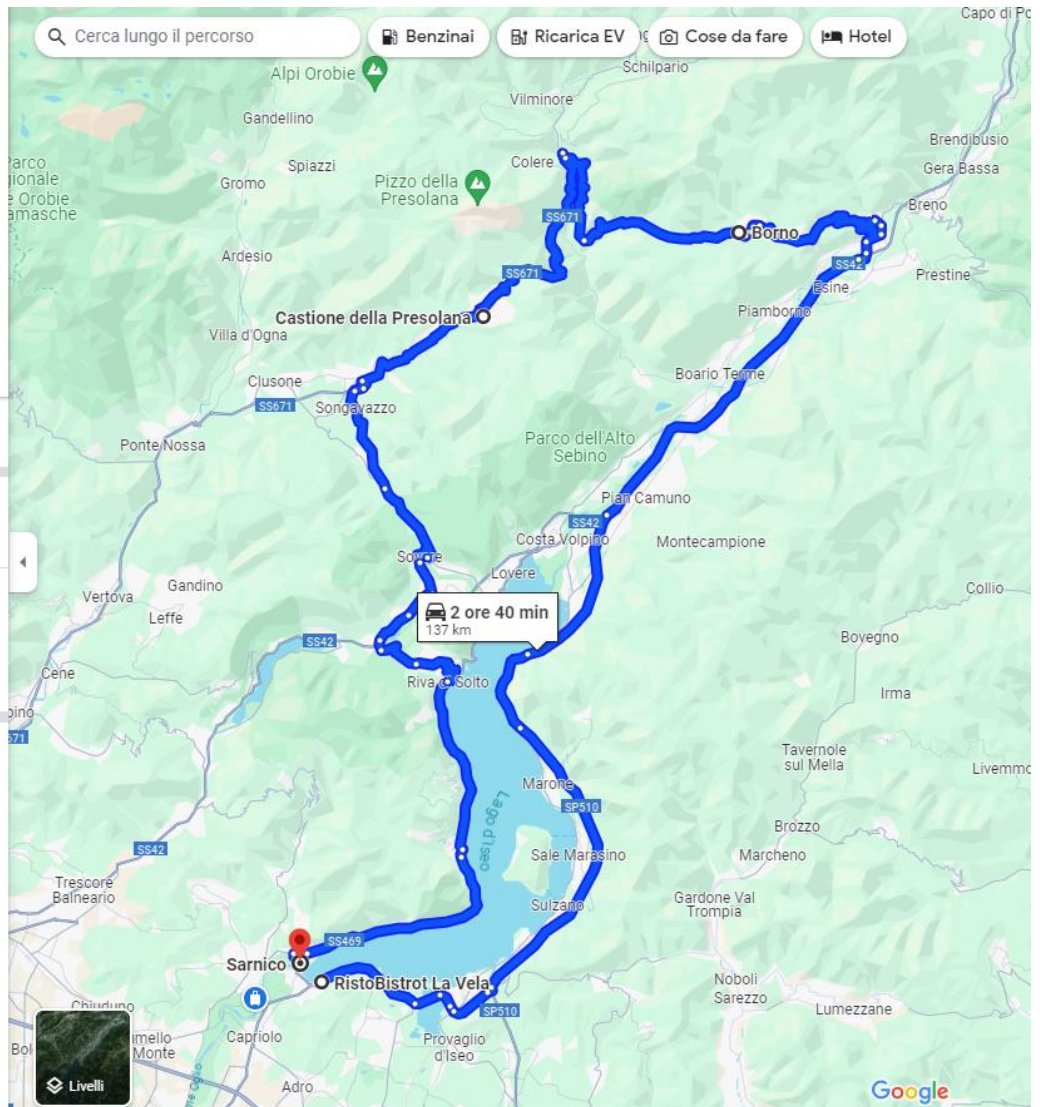 Cerca lungo il percorso
Benzinai
Ricarica EV
Cose da fare
Hotel
Capo di Po
Alpi Orobie
Schilpario
Vilminore
Gandellino
Brendibusio
Parco
gionale
e Orobie
amasche
Spiazzi
Colere
Gera Bassa
Gromo
Pizzo della
Presolana
Breno
SS671
Borno
Ardesio
SS42
Prestine
SS671
Esine
Castione della Presolana
Piamborno
Villa d'Ogna
Clusone
Boario Terme
SS671
Songavazzo
Ponte Nossa
Parco dell'Alto
Sebino
Pian Camuno
SS42
Costa Volpino
Montecampione
Sovere
Lovere
Gandino
Collio
Vertova
Leffe
2 ore 40 min
137 km
SS42
Bovegno
Cene
Riva di Solto
Irma
pino
671
Tavernole
sul Mella
Livemmo
Marone
SP510
Lago d'Iseo
Brozzo
SS42
Sale Marasino
Marcheno
Trescore
Balneario
Sulzano
Gardone Val
Trompia
SS469
Sarnico
RistoBistrot La Vela
Noboli
Sarezzo
Chiuduno
SP510
Lumezzane
Capriolo
Provaglio
d'Iseo
Bol
umello
Monte
Livelli
Adro
Google